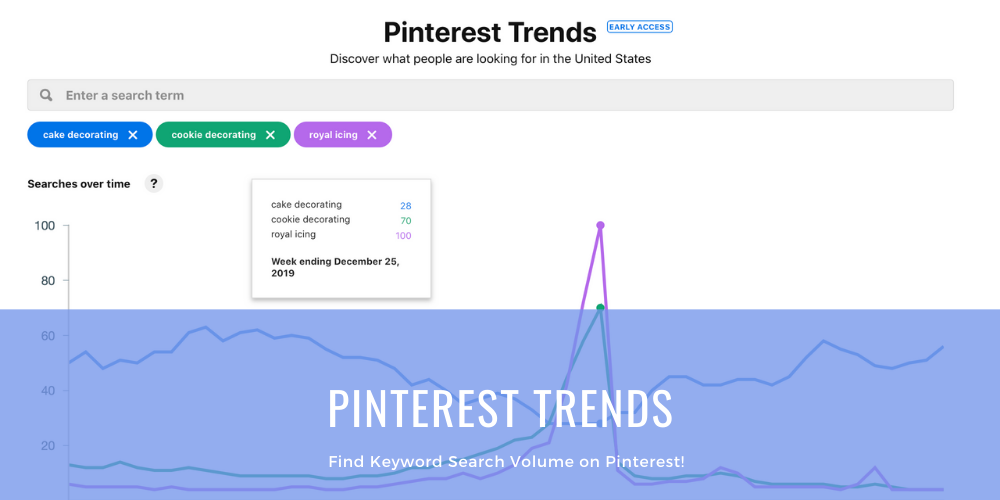 Pinterest Trends EARLY ACCESS
Discover what people are looking for in the United States
Enter a search term
cake decorating ✕ cookie decorating ✕ royal icing ✕
Searches over time ?
cake decorating 28
cookie decorating 70
royal icing 100
Week ending December 25,
2019
100
80
60
40
20
PINTEREST TRENDS
Find Keyword Search Volume on Pinterest!